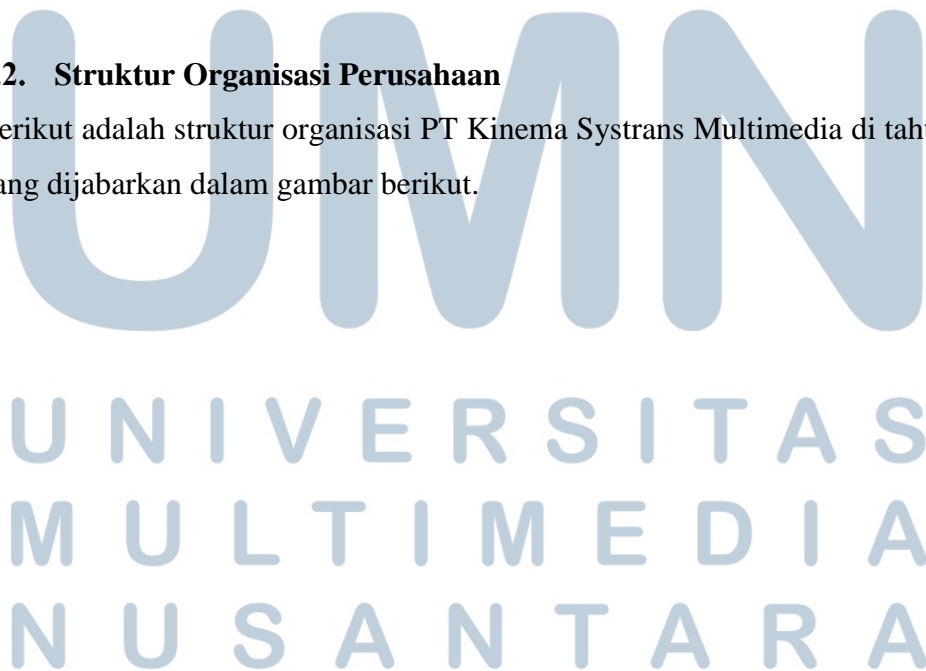 .2. Struktur Organisasi Perusahaan
erikut adalah struktur organisasi PT Kinema Systrans Multimedia di tahu
ang dijabarkan dalam gambar berikut.
UMN
UNIVERSITAS
MULTIMEDIA
NUSANTARA